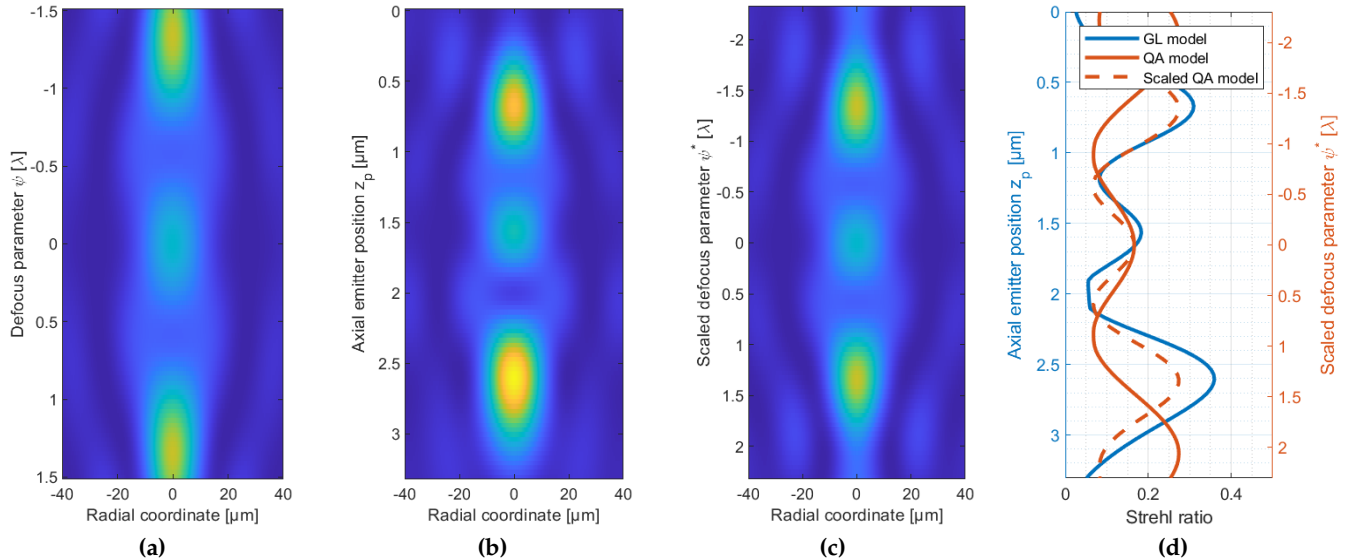 -1.5
-1
-0.5
0
0.5
1
1.5
Defocus parameter ψ [λ]
-40 -20 0 20 40
Radial coordinate [µm]
(a)
0
0.5
1
1.5
2
2.5
3
Axial emitter position z_p [µm]
-40 -20 0 20 40
Radial coordinate [µm]
(b)
-2
-1.5
-1
-0.5
0
0.5
1
1.5
2
Scaled defocus parameter ψ* [λ]
-40 -20 0 20 40
Radial coordinate [µm]
(c)
GL model
QA model
Scaled QA model
0
0.5
1
1.5
2
2.5
3
Axial emitter position z_p [µm]
-2
-1.5
-1
-0.5
0
0.5
1
1.5
2
Scaled defocus parameter ψ* [λ]
0 0.2 0.4
Strehl ratio
(d)